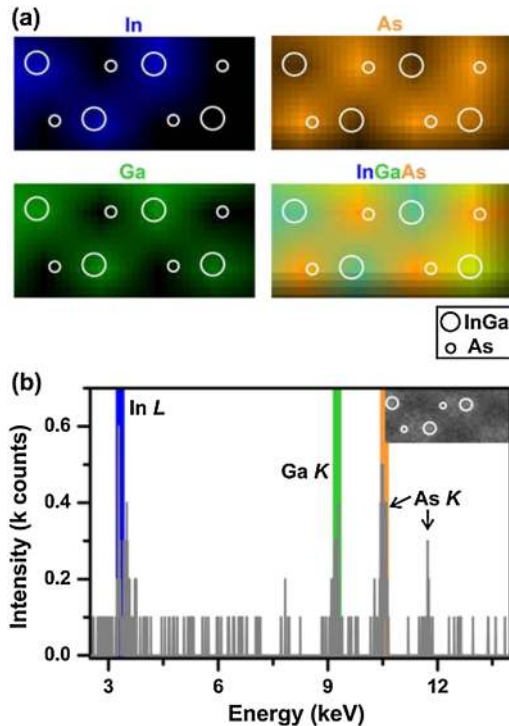 (a)
In
As
Ga
InGaAs
InGa
As
(b)
In L
Ga K
As K
0.6
0.4
0.2
0.0
Intensity (k counts)
3
6
9
12
Energy (keV)